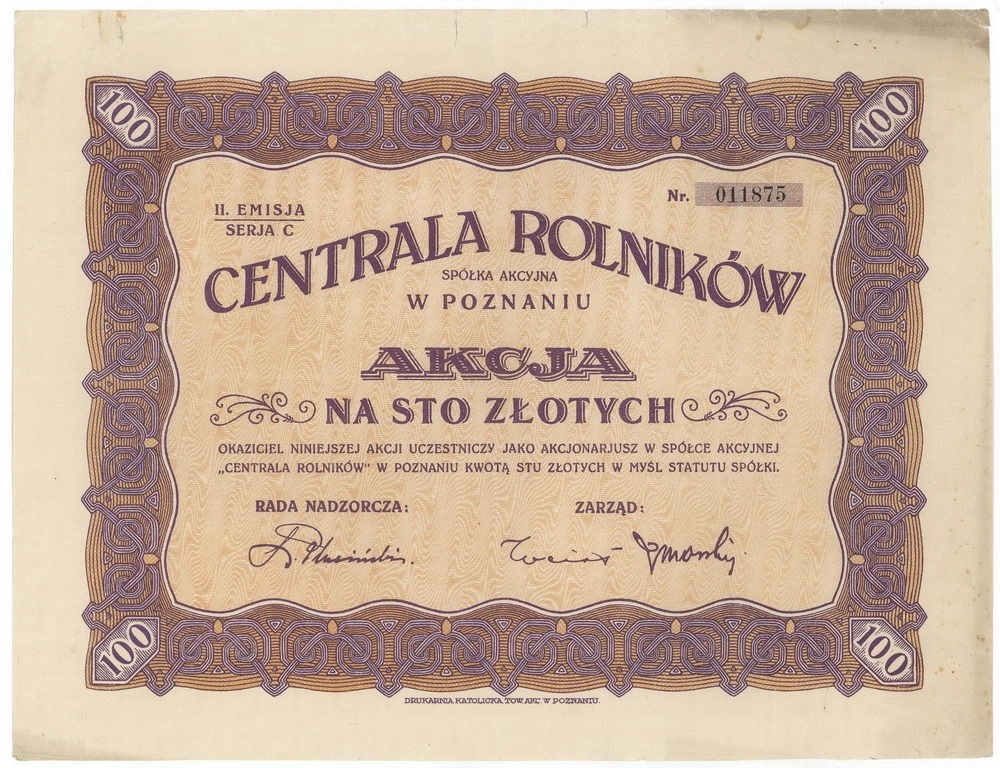 100
100
Nr. 011875
II. EMISJA
SERJA C
CENTRALA ROLNIKÓW
SPÓŁKA AKCYJNA
W POZNANIU
AKCJA
NA STO ZŁOTYCH
OKAZICIEL NINIEJSZEJ AKCJI UCZESTNICZY JAKO AKCJONARJUSZ W SPÓŁCE AKCYJNEJ
„CENTRALA ROLNIKÓW" W POZNANIU KWOTĄ STU ZŁOTYCH W MYŚL STATUTU SPÓŁKI.
RADA NADZORCZA:
ZARZĄD:
100
100
DRUKARNIA KATOLICKA TOW. AKC. W POZNANIU.